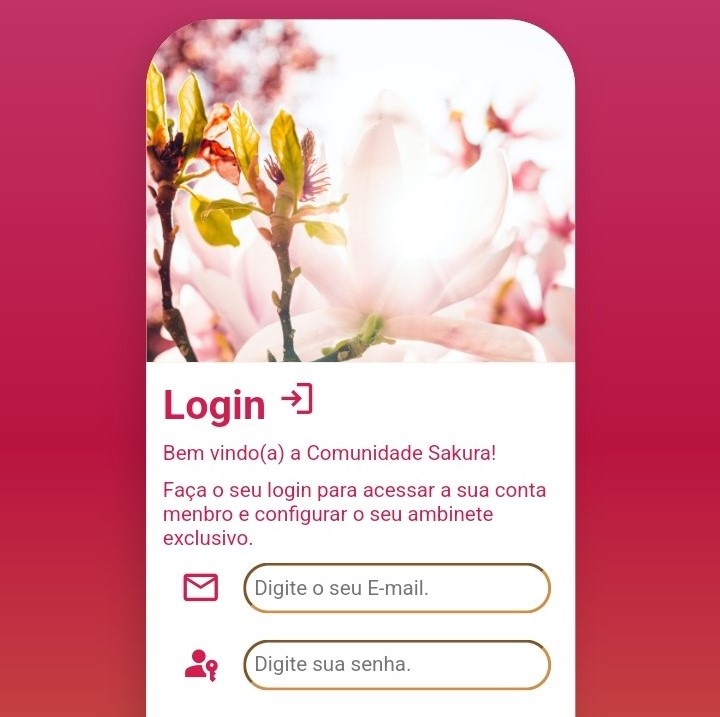 Login
Bem vindo(a) a Comunidade Sakura!
Faça o seu login para acessar a sua conta
menbro e configurar o seu ambinete
exclusivo.
Digite o seu E-mail.
Digite sua senha.